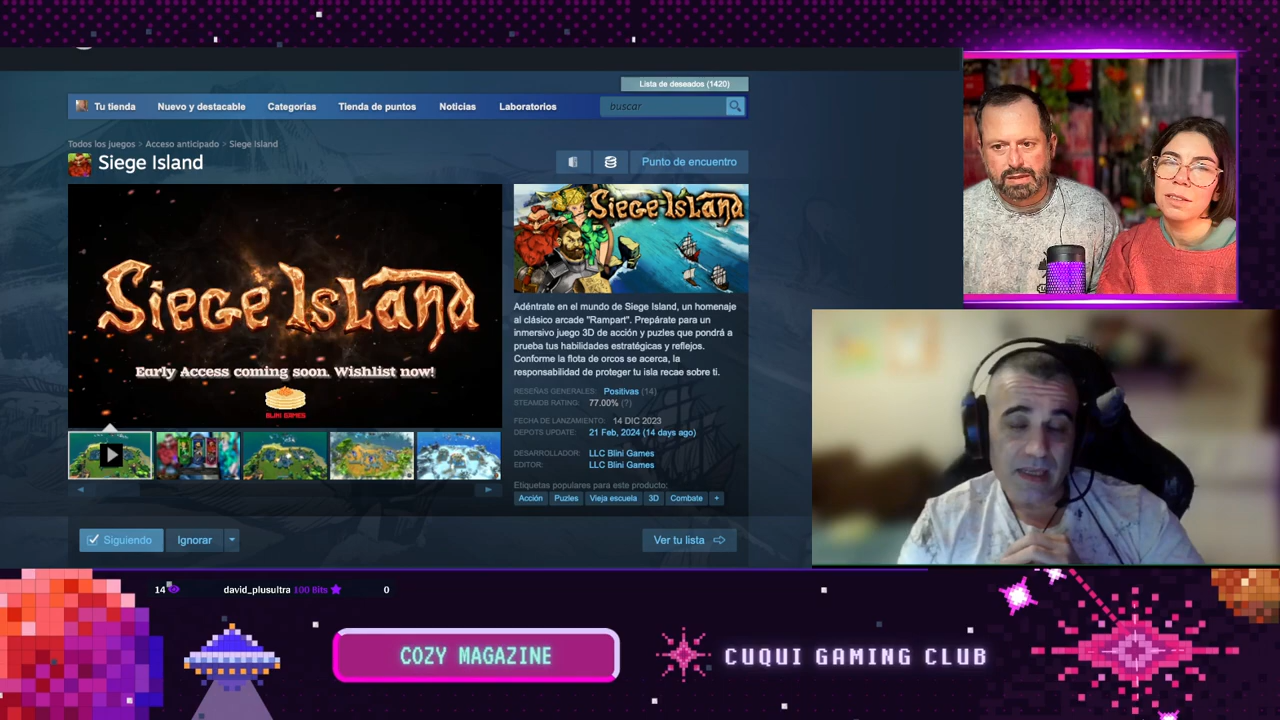 Lista de deseados (1420)
Tu tienda Nuevo y destacable Categorías Tienda de puntos Noticias Laboratorios buscar
Todos los juegos > Acceso anticipado > Siege Island
Siege Island
Punto de encuentro
Siege Island
Early Access coming soon. Wishlist now!
BLINI GAMES
Siege Island
Adéntrate en el mundo de Siege Island, un homenaje
al clásico arcade "Rampart". Prepárate para un
inmersivo juego 3D de acción y puzles que pondrá a
prueba tus habilidades estratégicas y reflejos.
Conforme la flota de orcos se acerca, la
responsabilidad de proteger tu isla recae sobre ti.
RESEÑAS GENERALES: Positivas (14)
STEAMDB RATING: 77.00% (?)
FECHA DE LANZAMIENTO: 14 DIC 2023
DEPOTS UPDATE: 21 Feb, 2024 (14 days ago)
DESARROLLADOR: LLC Blini Games
EDITOR: LLC Blini Games
Etiquetas populares para este producto:
Acción Puzles Vieja escuela 3D Combate +
Siguiendo Ignorar Ver tu lista
14 david_plusultra 100 Bits 0
COZY MAGAZINE
CUQUI GAMING CLUB